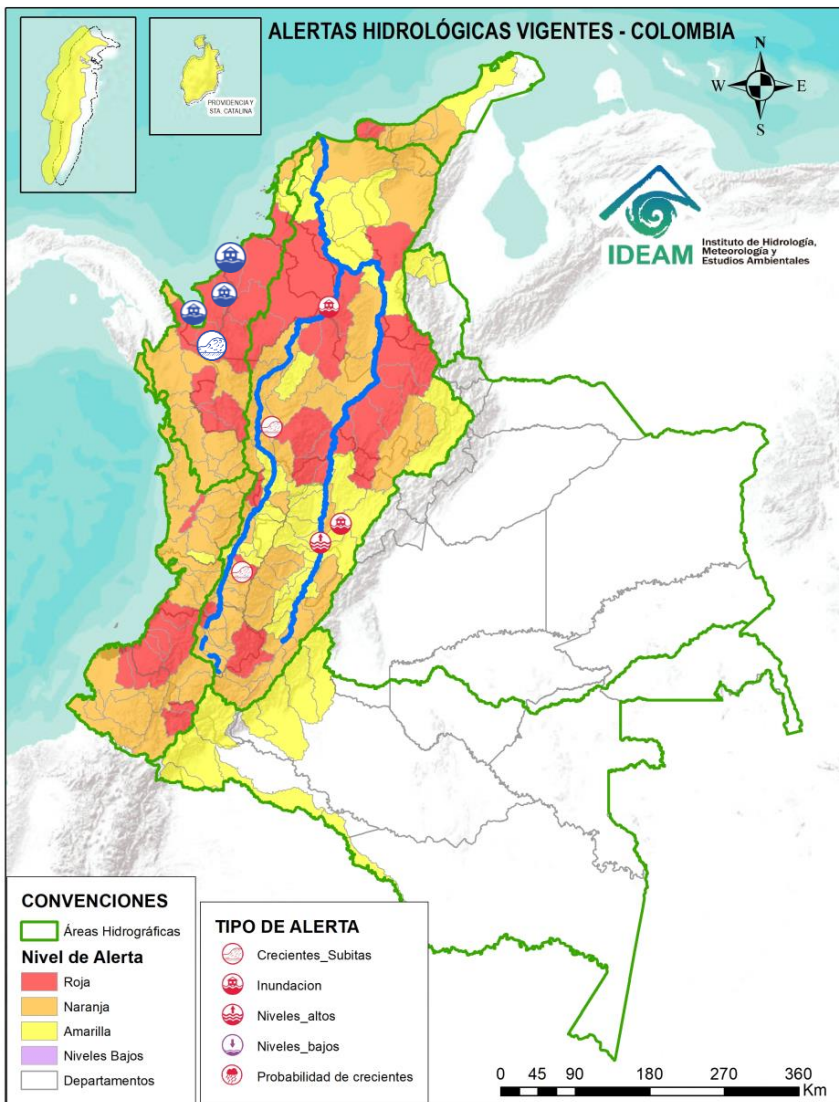 ALERTAS HIDROLÓGICAS VIGENTES - COLOMBIA
PROVIDENCIA Y
STA. CATALINA
N
W
E
S
IDEAM
Instituto de Hidrología,
Meteorología y
Estudios Ambientales
CONVENCIONES
Áreas Hidrográficas
Nivel de Alerta
Roja
Naranja
Amarilla
Niveles Bajos
Departamentos
TIPO DE ALERTA
Crecientes_Subitas
Inundacion
Niveles_altos
Niveles_bajos
Probabilidad de crecientes
0 45 90 180 270 360
Km